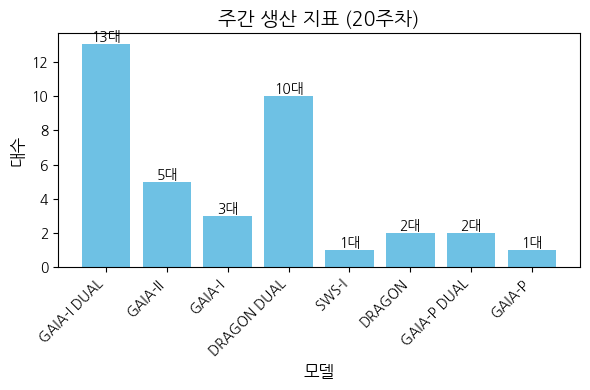 주간 생산 지표 (20주차)
대수
12
10
8
6
4
2
0
13대
5대
3대
10대
1대
2대
2대
1대
GAIA-I DUAL
GAIA-II
GAIA-I
DRAGON DUAL
SWS-I
DRAGON
GAIA-P DUAL
GAIA-P
모델